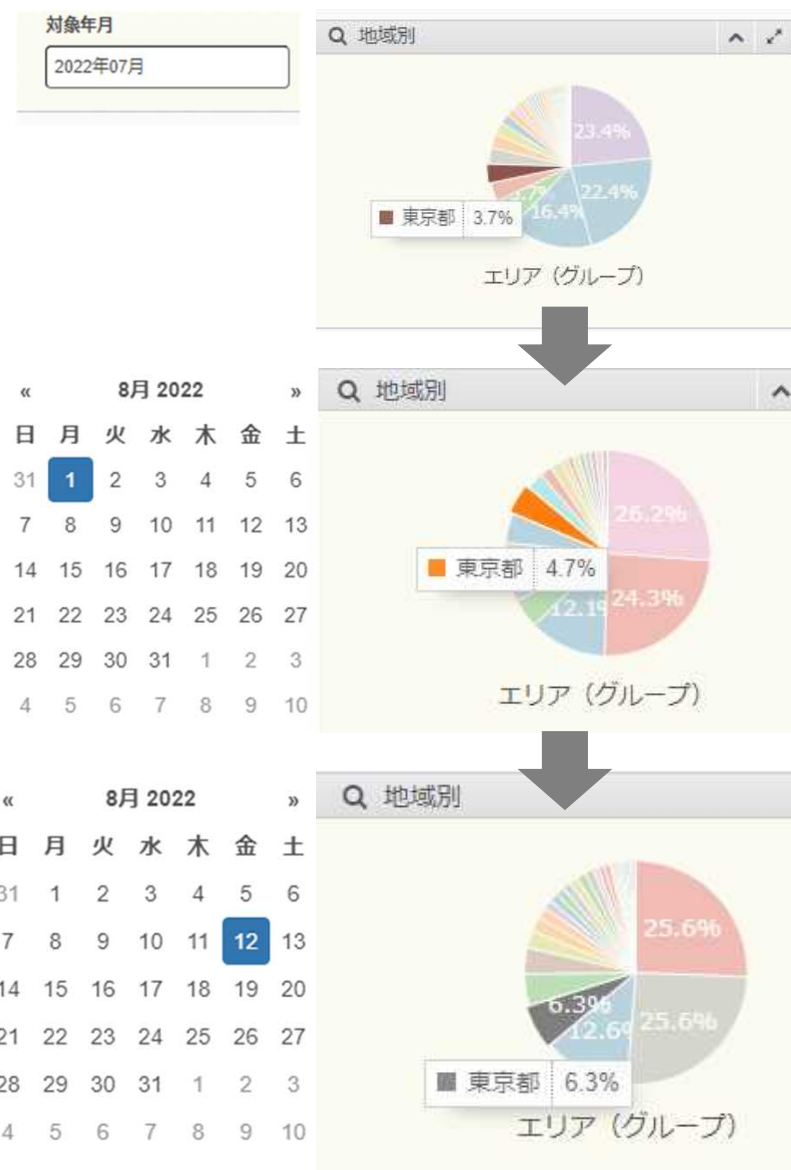 対象年月
2022年07月
地域別
23.4%
22.4%
16.4%
東京都 3.7%
エリア（グループ）
« 8月 2022 »
日 月 火 水 木 金 土
31 1 2 3 4 5 6
7 8 9 10 11 12 13
14 15 16 17 18 19 20
21 22 23 24 25 26 27
28 29 30 31 1 2 3
4 5 6 7 8 9 10
地域別
26.2%
24.3%
東京都 4.7%
エリア（グループ）
« 8月 2022 »
日 月 火 水 木 金 土
31 1 2 3 4 5 6
7 8 9 10 11 12 13
14 15 16 17 18 19 20
21 22 23 24 25 26 27
28 29 30 31 1 2 3
4 5 6 7 8 9 10
地域別
25.6%
25.6%
6.3%
東京都 6.3%
エリア（グループ）